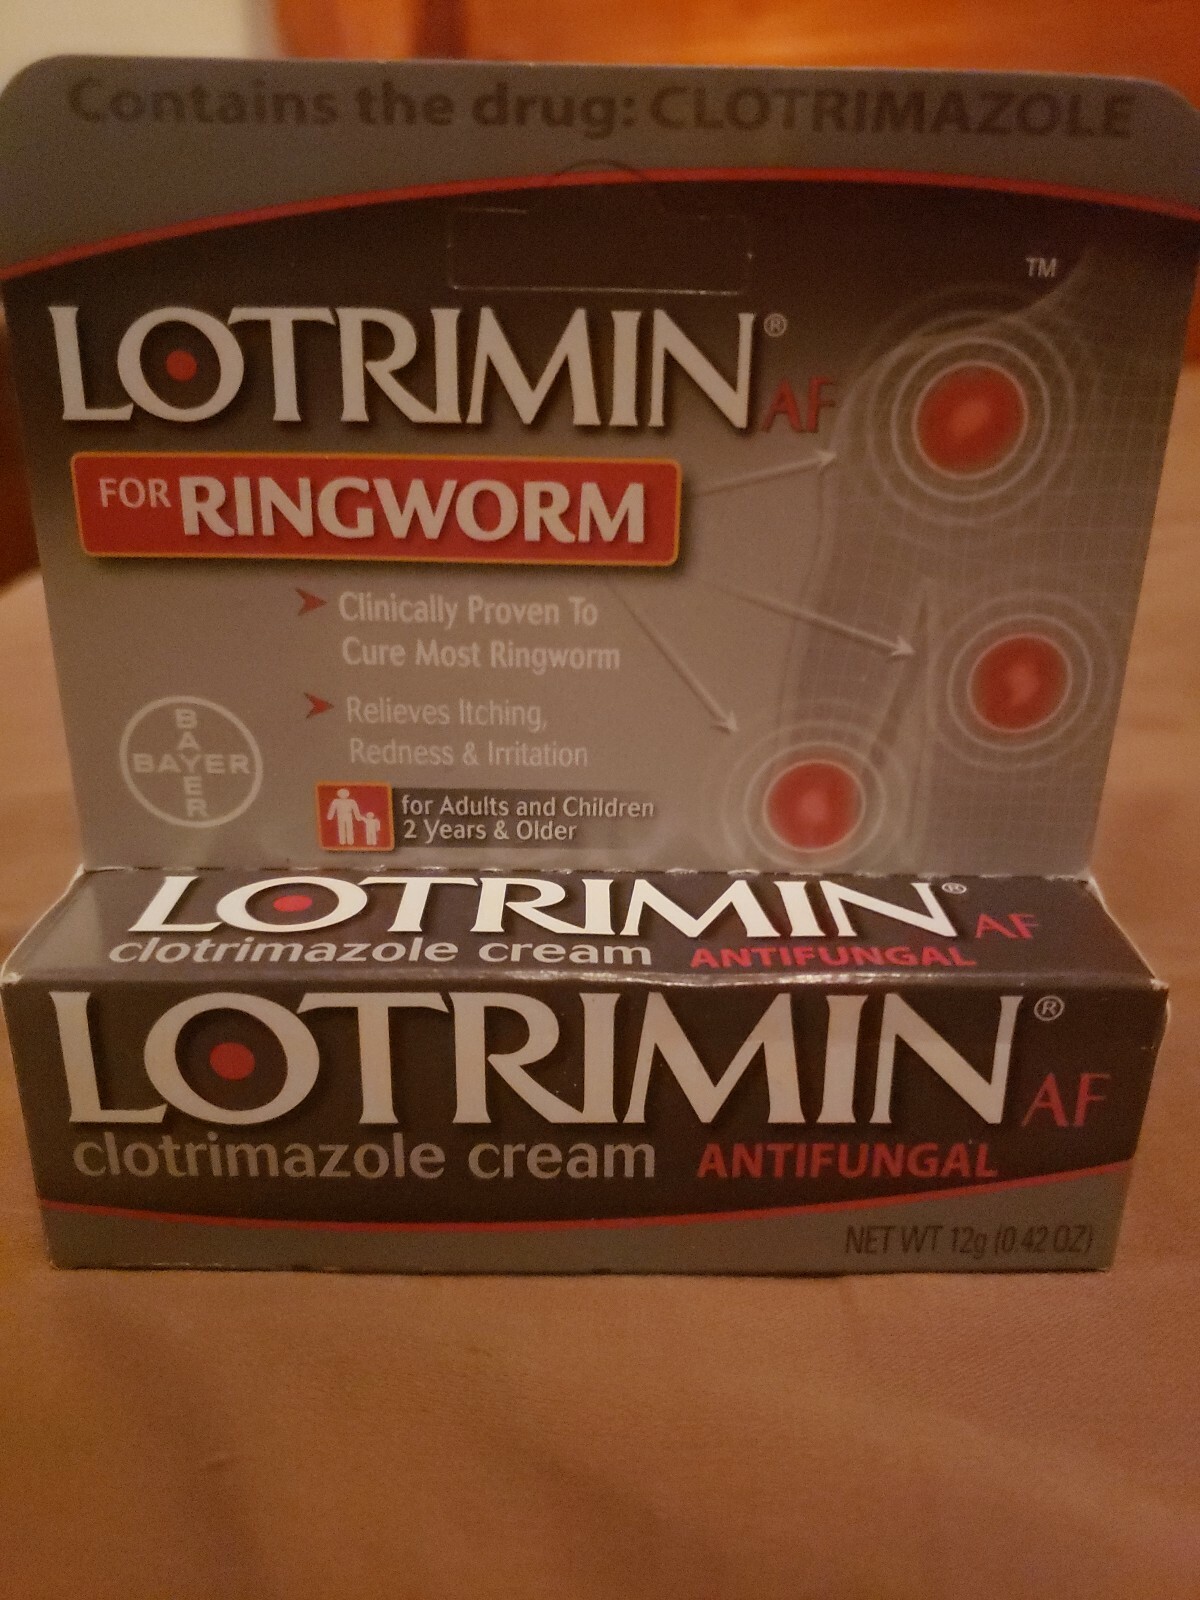 Contains the drug: CLOTRIMAZOLE
TM
LOTRIMIN® AF
FOR RINGWORM
Clinically Proven To
Cure Most Ringworm
Relieves Itching,
Redness & Irritation
BAYER
BAYER
for Adults and Children
2 Years & Older
LOTRIMIN® AF
clotrimazole cream ANTIFUNGAL
LOTRIMIN® AF
clotrimazole cream ANTIFUNGAL
NET WT 12g (0.42 OZ)